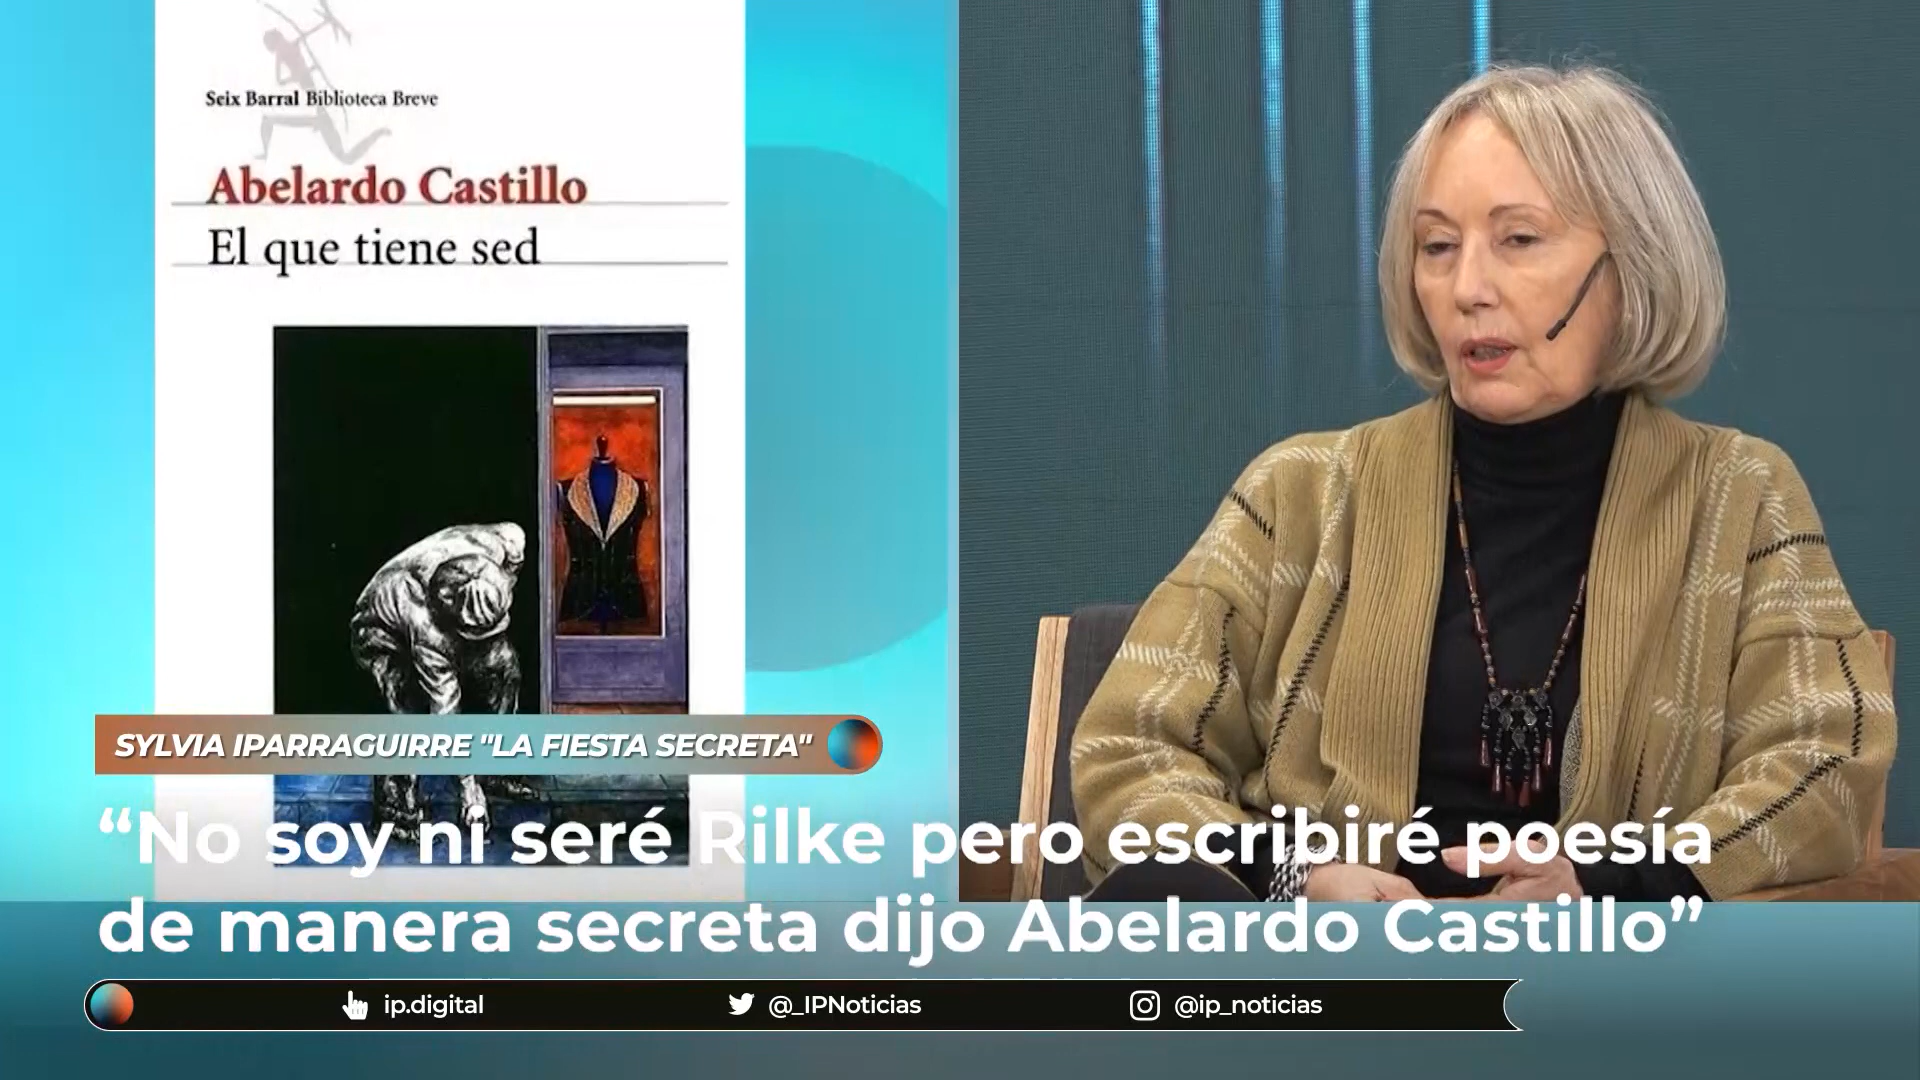 Seix Barral Biblioteca Breve
Abelardo Castillo
El que tiene sed
SYLVIA IPARRAGUIRRE "LA FIESTA SECRETA"
“No soy ni seré Rilke pero escribiré poesía
de manera secreta dijo Abelardo Castillo”
ip.digital
@_IPNoticias
@ip_noticias